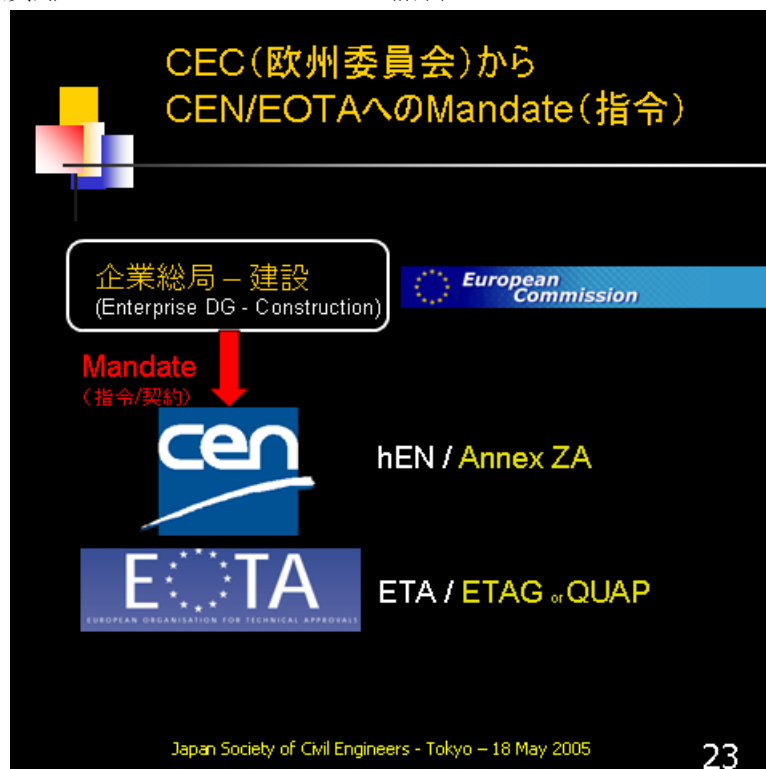 CEC(欧州委員会)から
CEN/EOTAへのMandate(指令)
企業総局 – 建設
(Enterprise DG - Construction)
European
Commission
Mandate
(指令/契約)
cen
hEN / Annex ZA
EOTA
EUROPEAN ORGANISATION FOR TECHNICAL APPROVALS
ETA / ETAG or QUAP
Japan Society of Civil Engineers - Tokyo – 18 May 2005
23